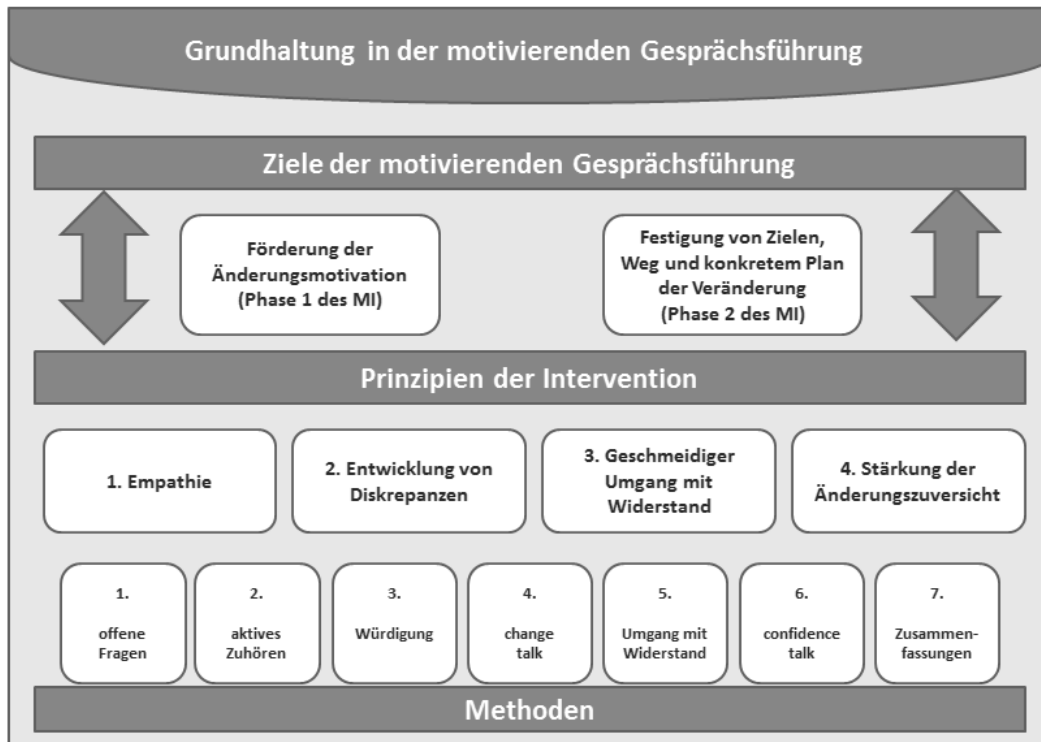 Grundhaltung in der motivierenden Gesprächsführung
Ziele der motivierenden Gesprächsführung
Förderung der
Änderungsmotivation
(Phase 1 des MI)
Festigung von Zielen,
Weg und konkretem Plan
der Veränderung
(Phase 2 des MI)
Prinzipien der Intervention
1. Empathie
2. Entwicklung von
Diskrepanzen
3. Geschmeidiger
Umgang mit
Widerstand
4. Stärkung der
Änderungszuversicht
1.
offene
Fragen
2.
aktives
Zuhören
3.
Würdigung
4.
change
talk
5.
Umgang mit
Widerstand
6.
confidence
talk
7.
Zusammen-
fassungen
Methoden